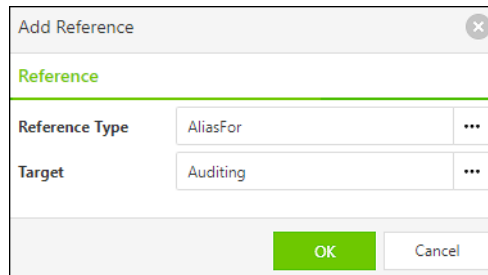 Add Reference
Reference
Reference Type AliasFor ...
Target Auditing ...
OK Cancel